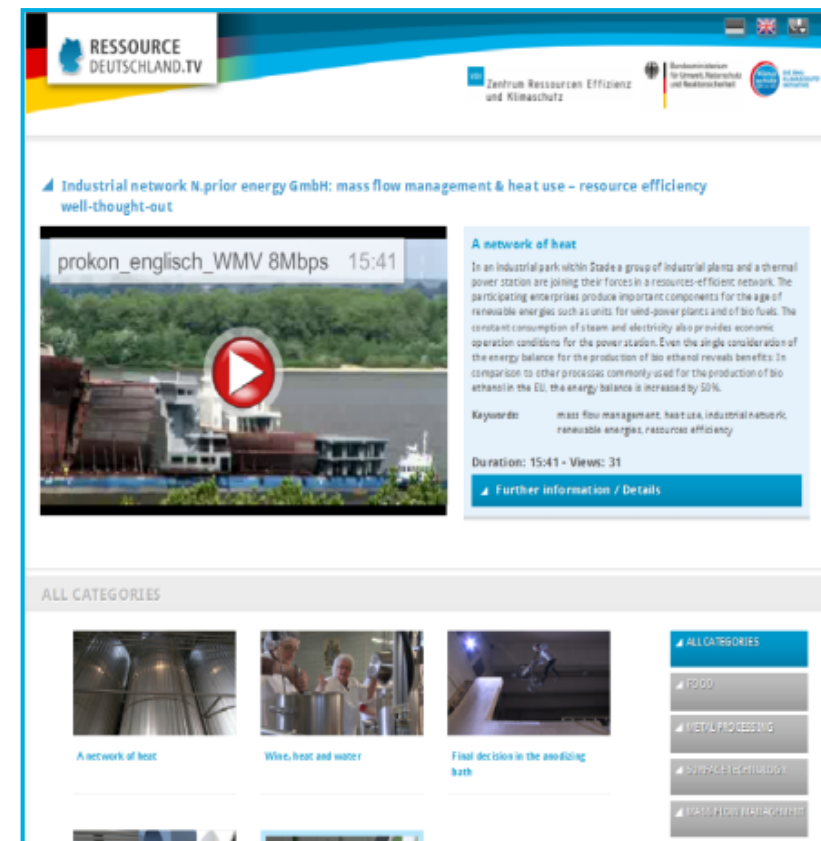 RESSOURCE
DEUTSCHLAND.TV
VDI
Zentrum Ressourcen Effizienz
und Klimaschutz
Bundesministerium
für Umwelt, Naturschutz
und Reaktorsicherheit
Industrial network N.prior energy GmbH: mass flow management & heat use – resource efficiency
well-thought-out
prokon_englisch_WMV 8Mbps 15:41
A network of heat
In an industrial park within Stade a group of industrial plants and a thermal
power station are joining their forces in a resources-efficient network. The
participating enterprises produce important components for the age of
renewable energies such as units for wind-power plants and of bio fuels. The
constant consumption of steam and electricity also provides economic
operation conditions for the power station. Even the single consideration of
the energy balance for the production of bio ethanol reveals benefits: In
comparison to other processes commonly used for the production of bio
ethanol in the EU, the energy balance is increased by 50%.
Keywords: mass flow management, heat use, industrial network,
renewable energies, resources efficiency
Duration: 15:41 - Views: 31
Further information / Details
ALL CATEGORIES
ALL CATEGORIES
FOOD
METAL PROCESSING
SURFACE TECHNOLOGY
MASS FLOW MANAGEMENT
A network of heat
Wine, heat and water
Final decision in the anodizing
bath